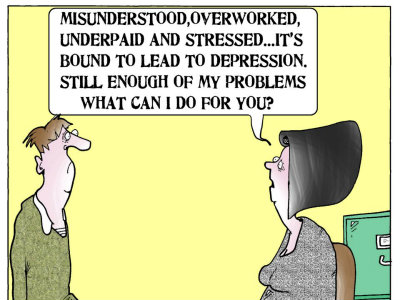 MISUNDERSTOOD,OVERWORKED,
UNDERPAID AND STRESSED...IT'S
BOUND TO LEAD TO DEPRESSION.
STILL ENOUGH OF MY PROBLEMS
WHAT CAN I DO FOR YOU?